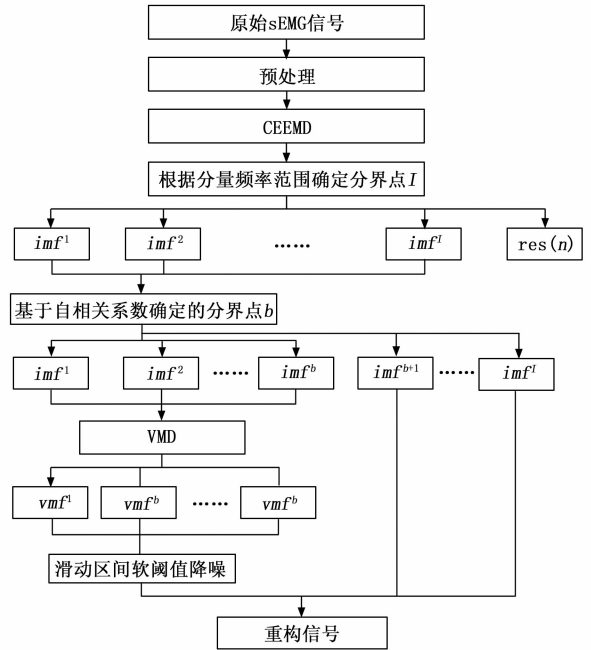 原始sEMG信号
预处理
CEEMD
根据分量频率范围确定分界点I
imf¹ imf² …… imfᴵ res(n)
基于自相关系数确定的分界点b
imf¹ imf² …… imfᵇ imfᵇ⁺¹ …… imfᴵ
VMD
vmf¹ vmfᵇ …… vmfᵇ
滑动区间软阈值降噪
重构信号